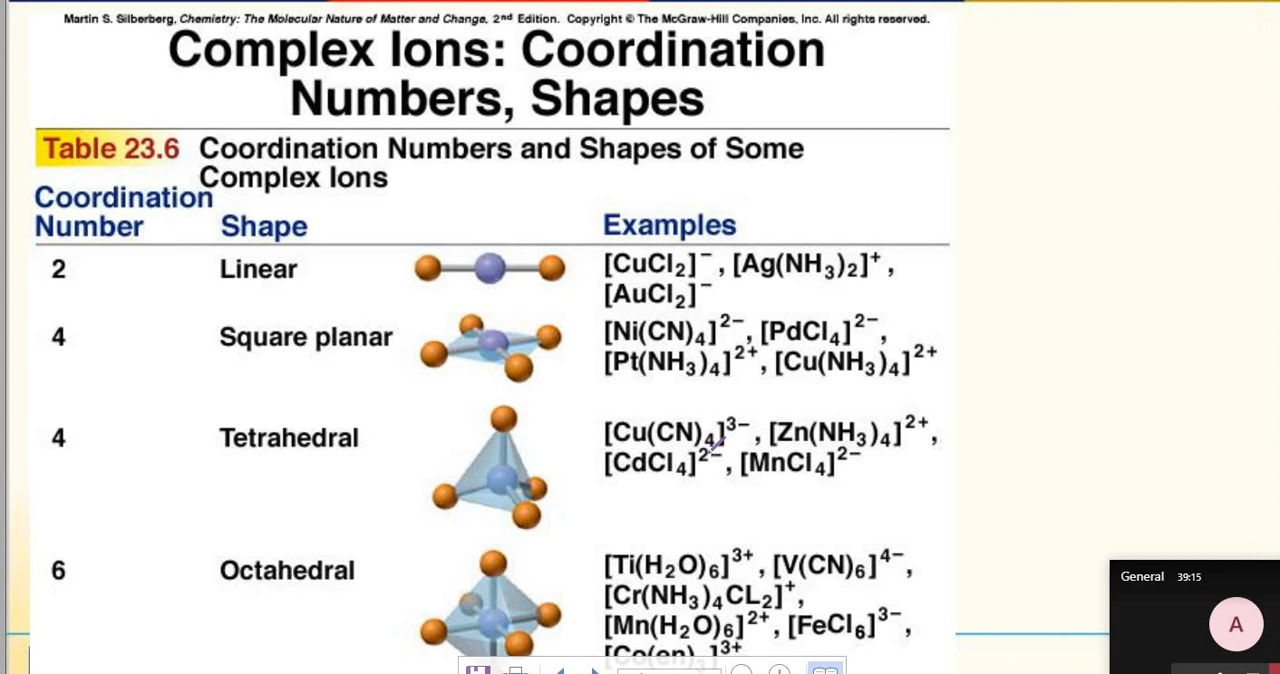 Martin S. Silberberg, Chemistry: The Molecular Nature of Matter and Change, 2nd Edition. Copyright © The McGraw-Hill Companies, Inc. All rights reserved.
Complex Ions: Coordination
Numbers, Shapes
Table 23.6 Coordination Numbers and Shapes of Some
Complex Ions
Coordination
Number Shape Examples
2 Linear [CuCl₂]⁻, [Ag(NH₃)₂]⁺,
[AuCl₂]⁻
4 Square planar [Ni(CN)₄]²⁻, [PdCl₄]²⁻,
[Pt(NH₃)₄]²⁺, [Cu(NH₃)₄]²⁺
4 Tetrahedral [Cu(CN)₄]³⁻, [Zn(NH₃)₄]²⁺,
[CdCl₄]²⁻, [MnCl₄]²⁻
6 Octahedral [Ti(H₂O)₆]³⁺, [V(CN)₆]⁴⁻,
[Cr(NH₃)₄CL₂]⁺,
[Mn(H₂O)₆]²⁺, [FeCl₆]³⁻,
[Co(en)₃]³⁺
General 39:15
A